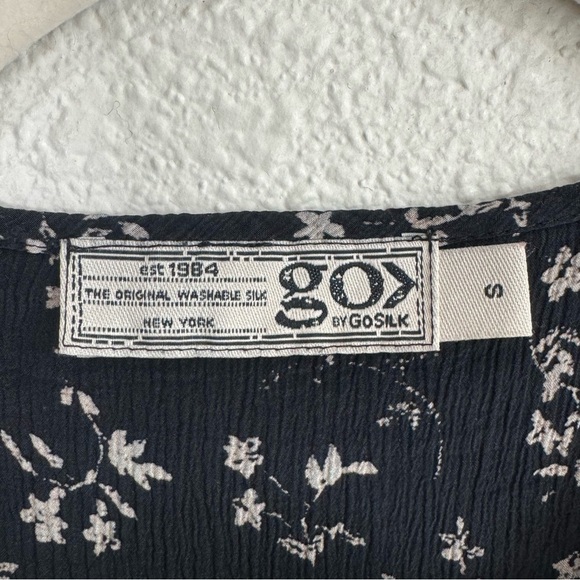 est 1984
THE ORIGINAL WASHABLE SILK
NEW YORK
go>
BY GOSILK
S